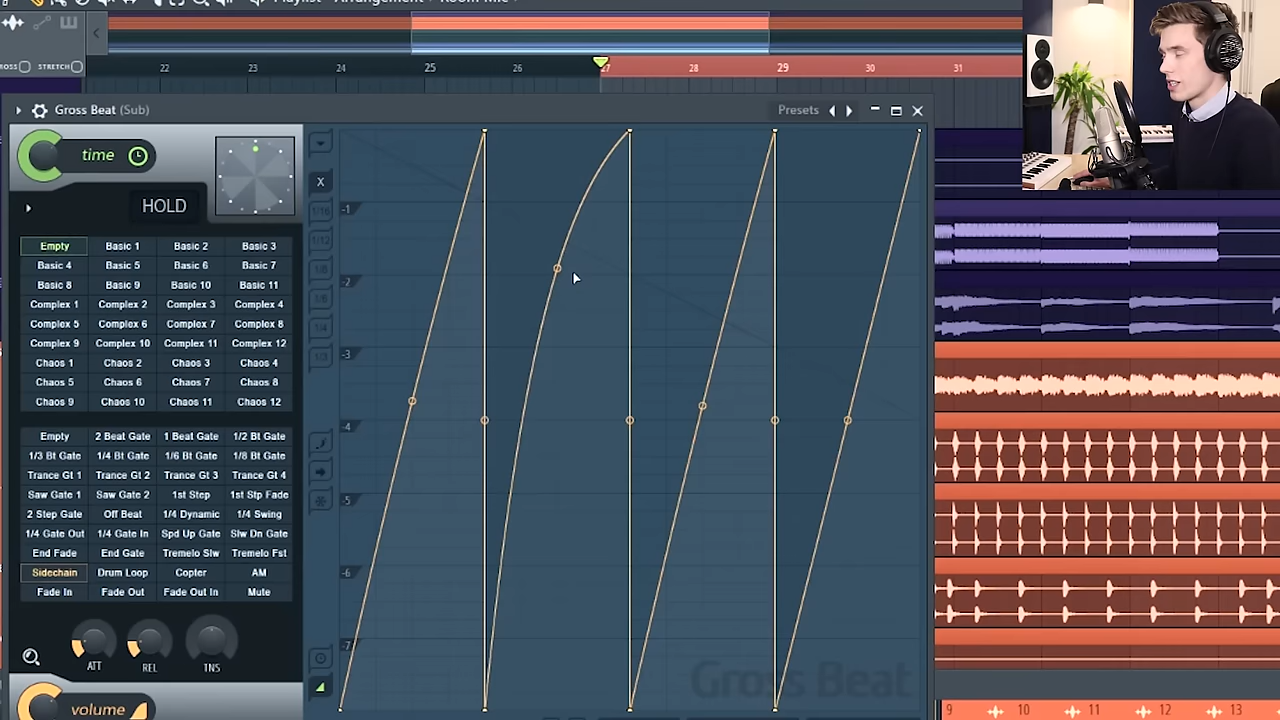 Playlist - Arrangement
Room Mic
CROSS STRETCH
22 23 24 25 26 27 28 29 30 31
Gross Beat (Sub)
Presets
time
HOLD
X
Empty Basic 1 Basic 2 Basic 3
Basic 4 Basic 5 Basic 6 Basic 7
Basic 8 Basic 9 Basic 10 Basic 11
Complex 1 Complex 2 Complex 3 Complex 4
Complex 5 Complex 6 Complex 7 Complex 8
Complex 9 Complex 10 Complex 11 Complex 12
Chaos 1 Chaos 2 Chaos 3 Chaos 4
Chaos 5 Chaos 6 Chaos 7 Chaos 8
Chaos 9 Chaos 10 Chaos 11 Chaos 12
Empty 2 Beat Gate 1 Beat Gate 1/2 Bt Gate
1/3 Bt Gate 1/4 Bt Gate 1/6 Bt Gate 1/8 Bt Gate
Trance Gt 1 Trance Gt 2 Trance Gt 3 Trance Gt 4
Saw Gate 1 Saw Gate 2 1st Step 1st Stp Fade
2 Step Gate Off Beat 1/4 Dynamic 1/4 Swing
1/4 Gate Out 1/4 Gate In Spd Up Gate Slw Dn Gate
End Fade End Gate Tremelo Slw Tremelo Fst
Sidechain Drum Loop Copter AM
Fade In Fade Out Fade Out In Mute
ATT REL TNS
volume
-1
-2
-3
-4
-5
-6
-7
Gross Beat
9 10 11 12 13